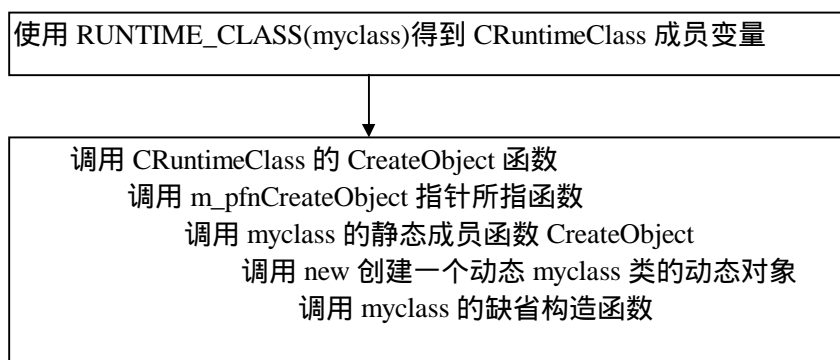 使用 RUNTIME_CLASS(myclass)得到 CRuntimeClass 成员变量
调用 CRuntimeClass 的 CreateObject 函数
调用 m_pfnCreateObject 指针所指函数
调用 myclass 的静态成员函数 CreateObject
调用 new 创建一个动态 myclass 类的动态对象
调用 myclass 的缺省构造函数